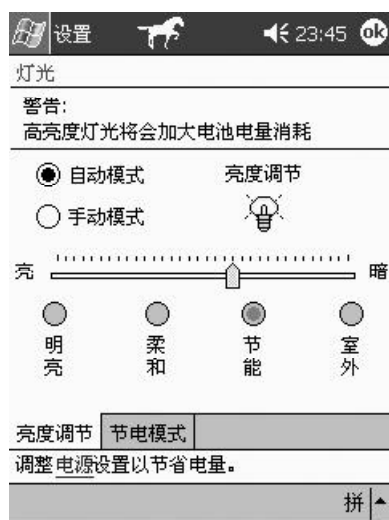 设置 23:45 ok
灯光
警告:
高亮度灯光将会加大电池电量消耗
自动模式 亮度调节
手动模式
亮 暗
明亮 柔和 节能 室外
亮度调节 节电模式
调整 电源设置以节省电量。
拼